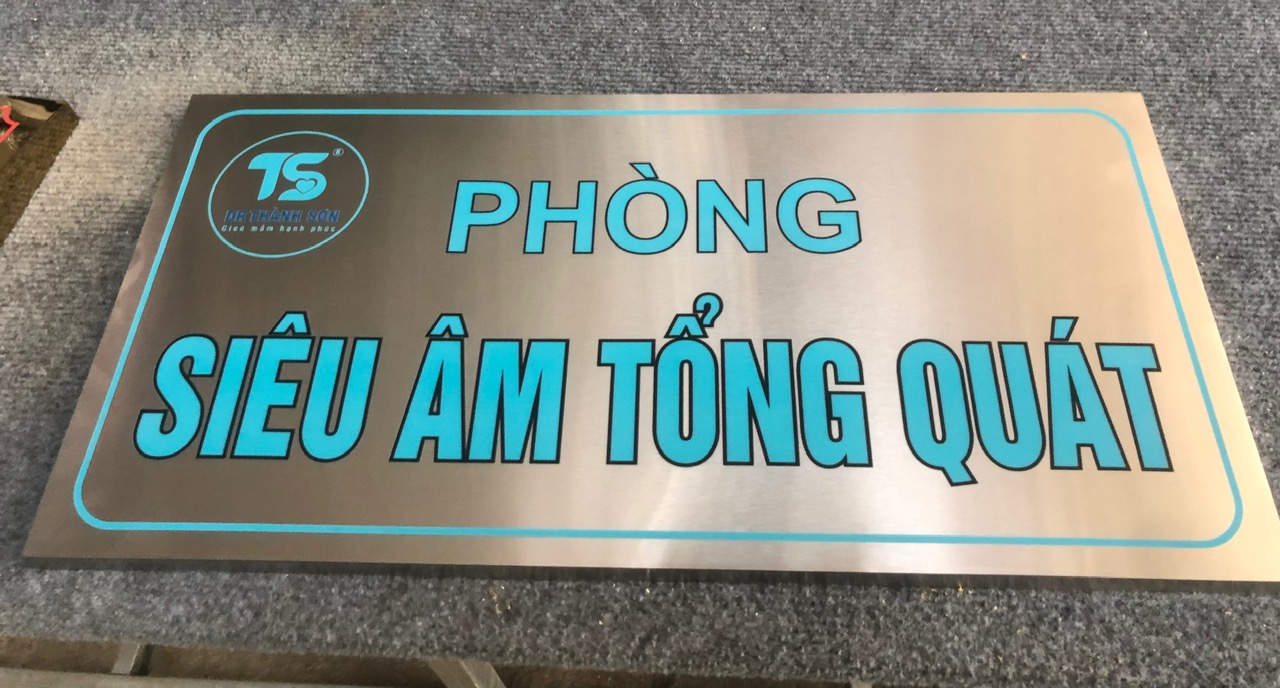 TS®
DR THÀNH SƠN
Gieo mầm hạnh phúc
PHÒNG
SIÊU ÂM TỔNG QUÁT